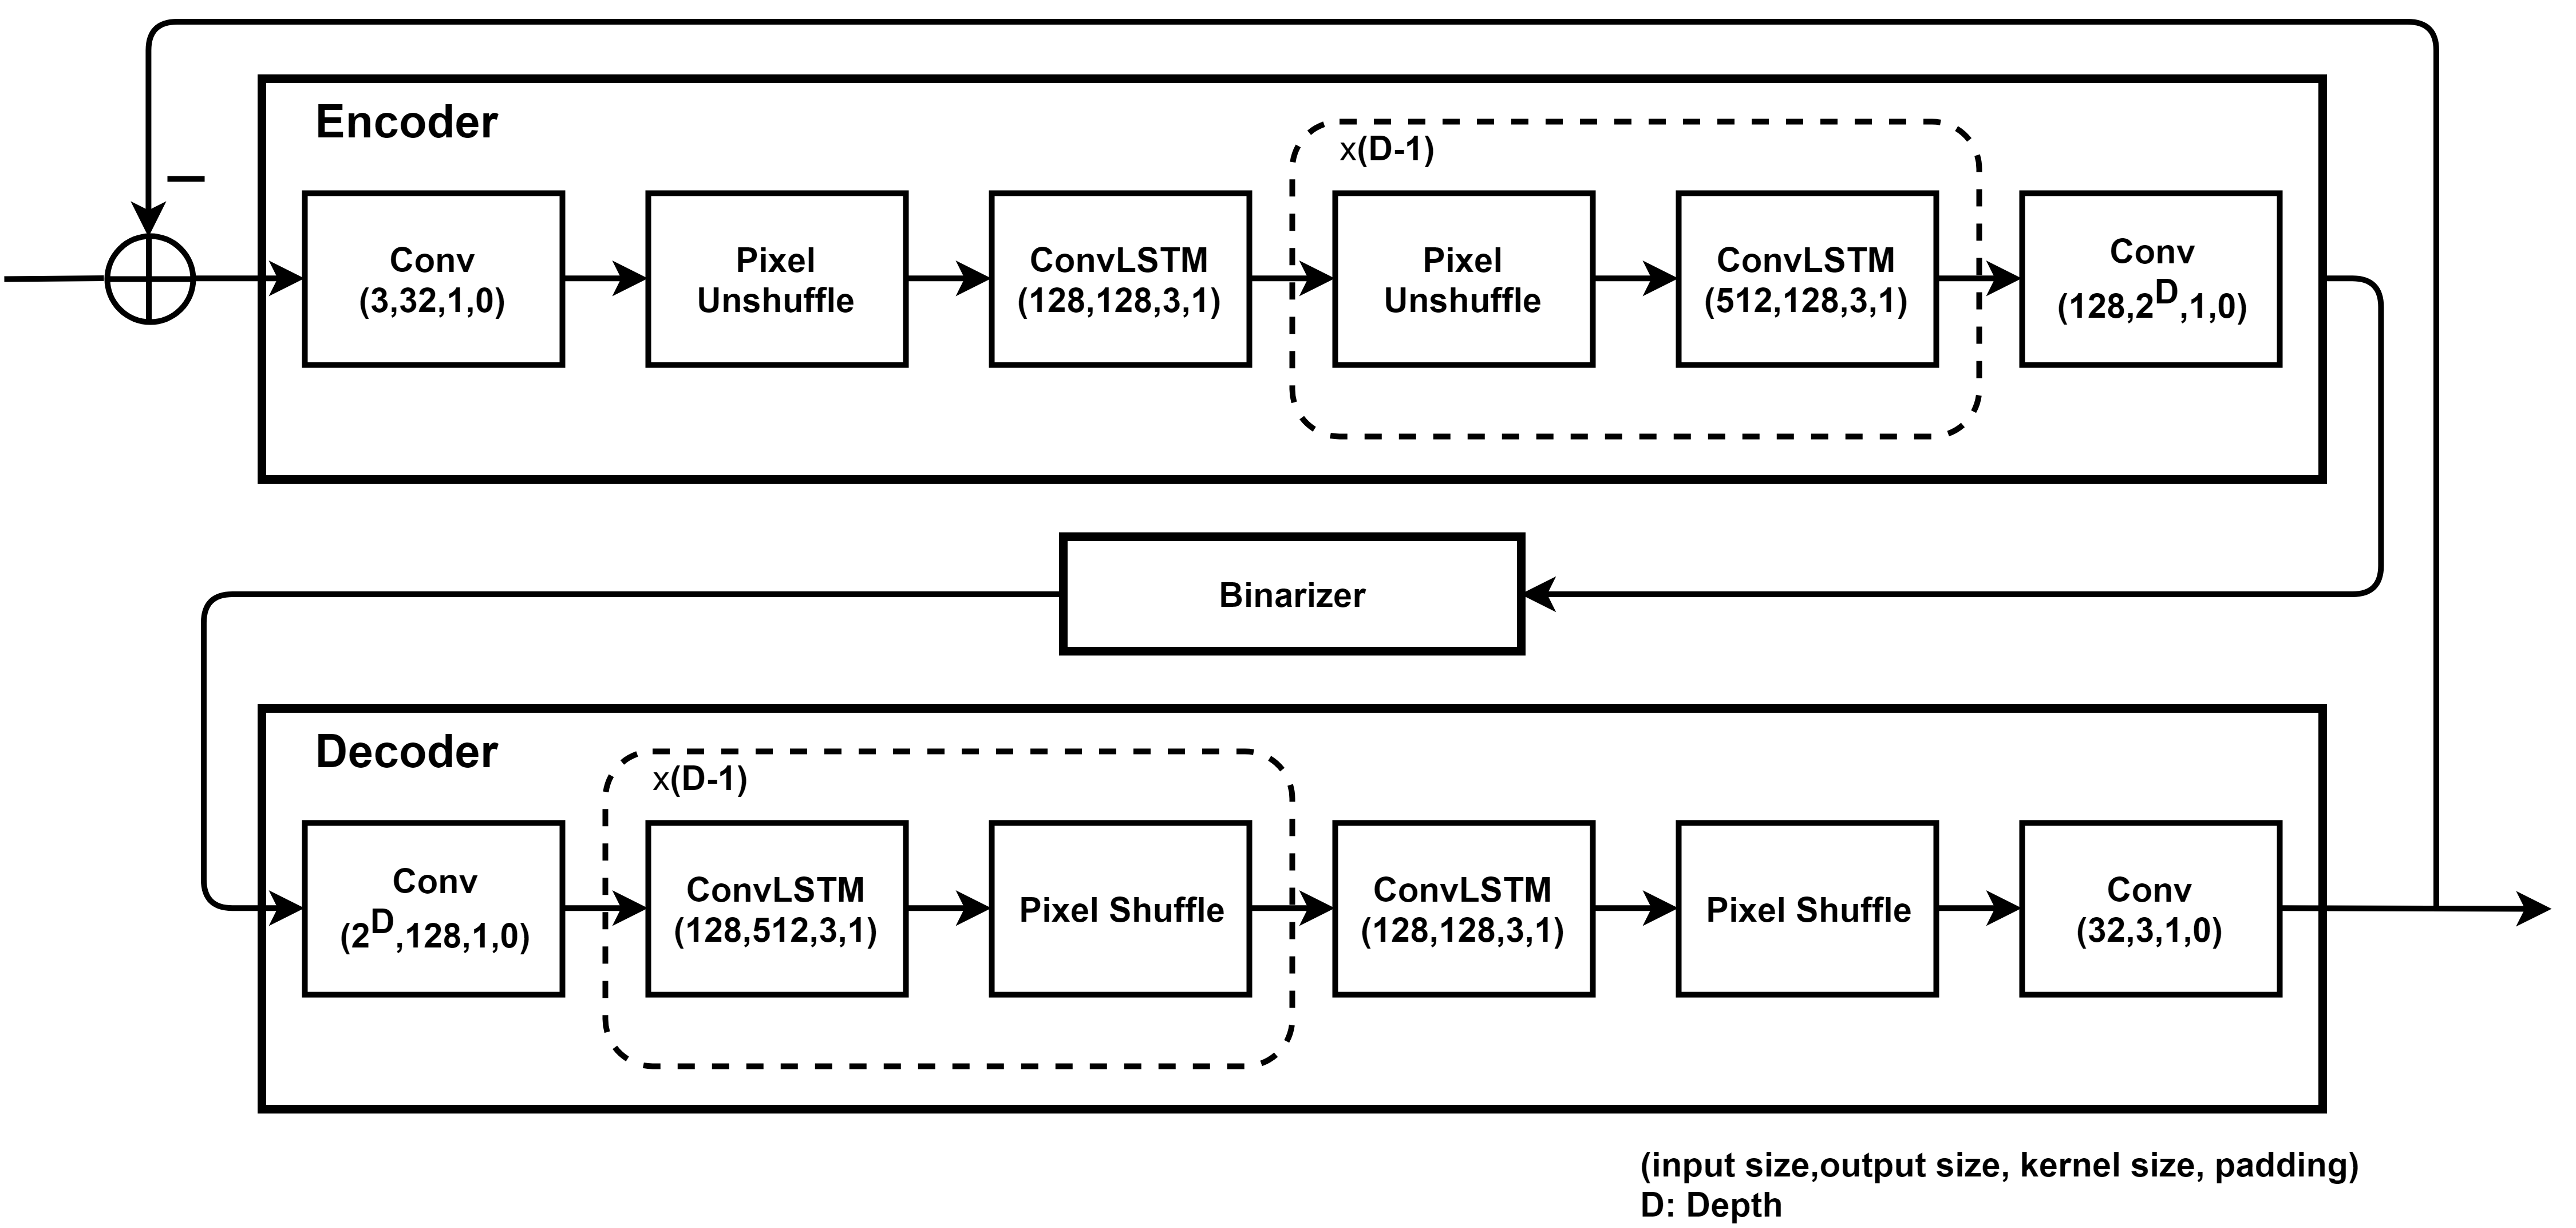 Encoder
x(D-1)
Conv
(3,32,1,0)
Pixel
Unshuffle
ConvLSTM
(128,128,3,1)
Pixel
Unshuffle
ConvLSTM
(512,128,3,1)
Conv
(128,2^D,1,0)
Binarizer
Decoder
x(D-1)
Conv
(2^D,128,1,0)
ConvLSTM
(128,512,3,1)
Pixel Shuffle
ConvLSTM
(128,128,3,1)
Pixel Shuffle
Conv
(32,3,1,0)
(input size,output size, kernel size, padding)
D: Depth